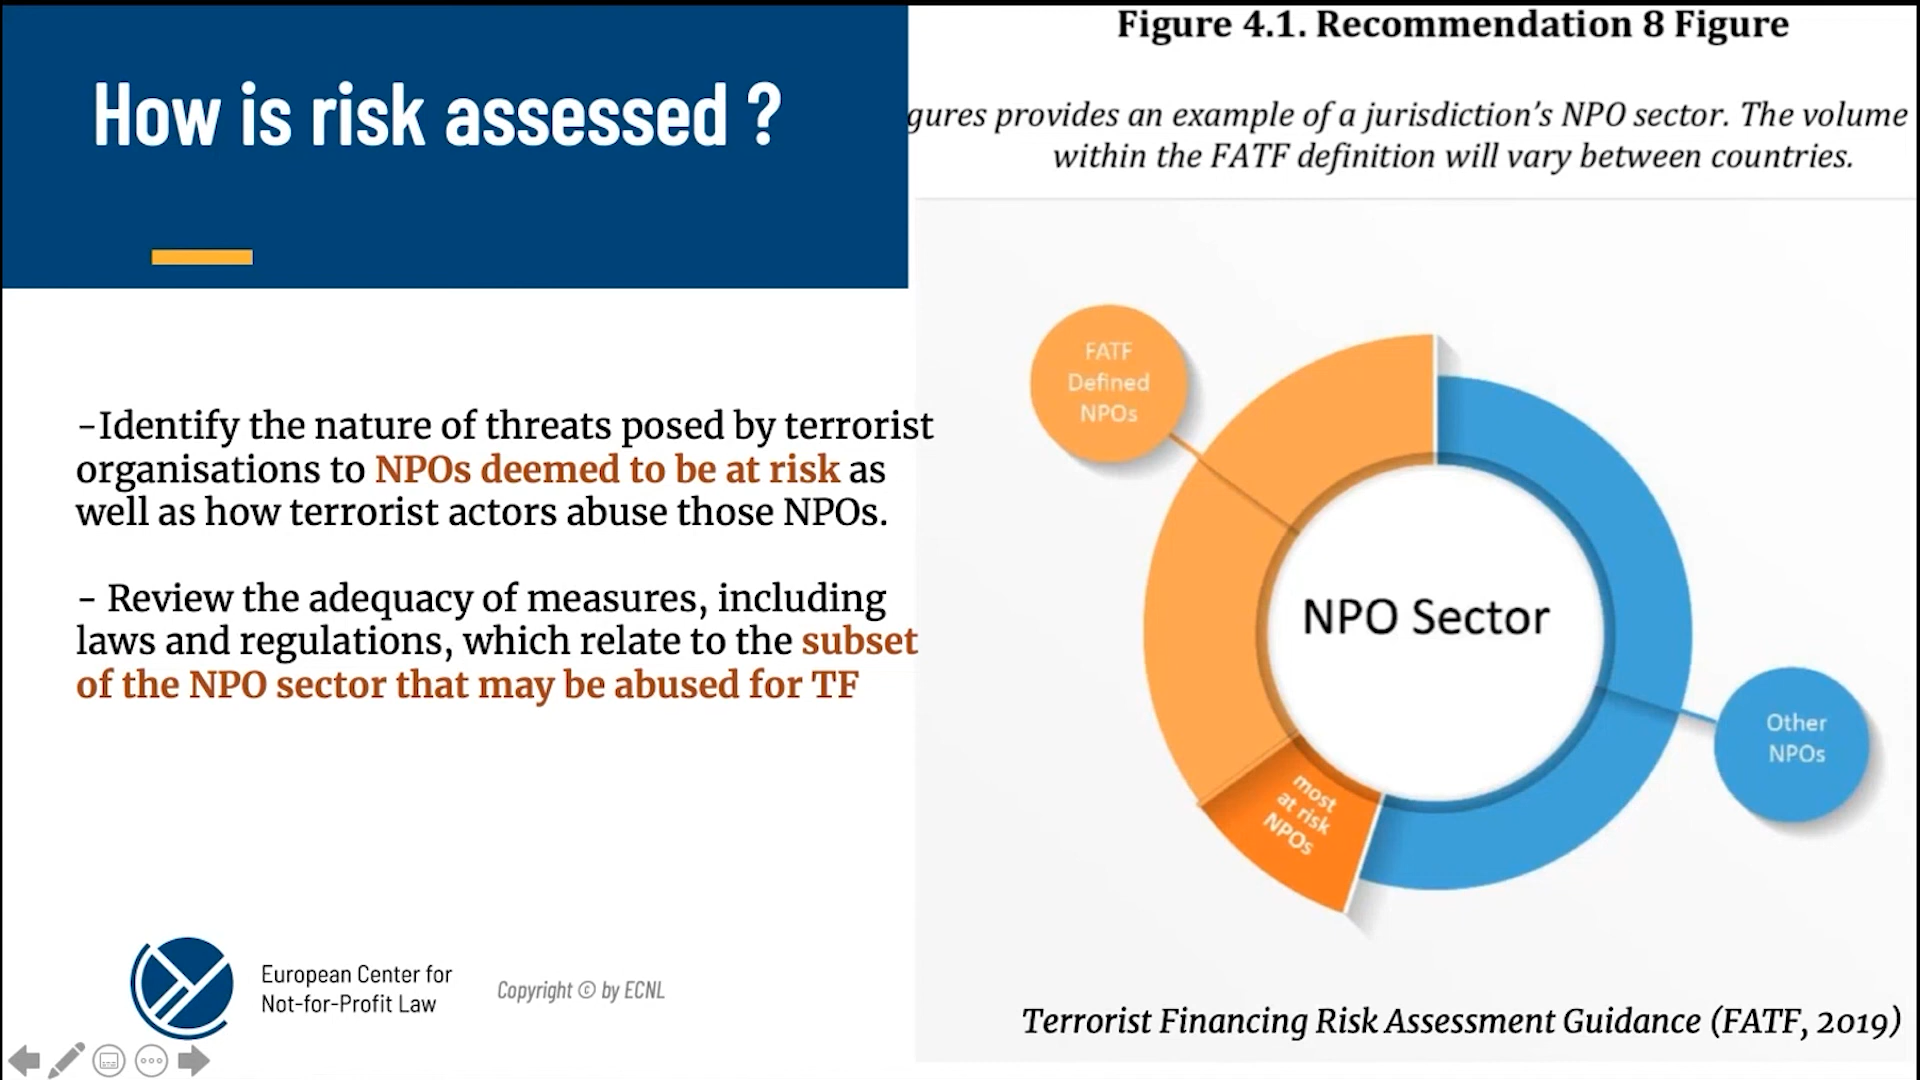 How is risk assessed ?
-Identify the nature of threats posed by terrorist
organisations to NPOs deemed to be at risk as
well as how terrorist actors abuse those NPOs.
- Review the adequacy of measures, including
laws and regulations, which relate to the subset
of the NPO sector that may be abused for TF
European Center for
Not-for-Profit Law
Copyright © by ECNL
Figure 4.1. Recommendation 8 Figure
gures provides an example of a jurisdiction's NPO sector. The volume
within the FATF definition will vary between countries.
FATF
Defined
NPOs
NPO Sector
most
at risk
NPOs
Other
NPOs
Terrorist Financing Risk Assessment Guidance (FATF, 2019)